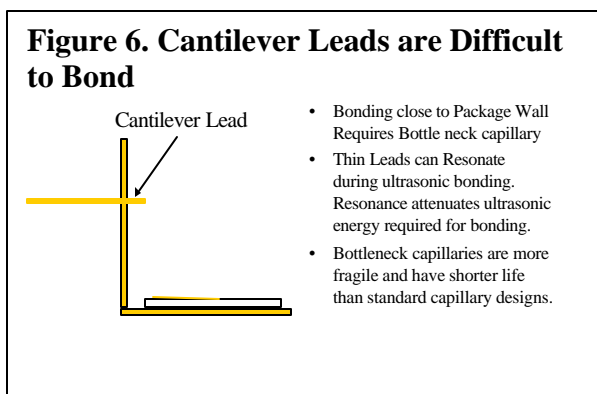 Figure 6. Cantilever Leads are Difficult
to Bond
Cantilever Lead
• Bonding close to Package Wall
Requires Bottle neck capillary
• Thin Leads can Resonate
during ultrasonic bonding.
Resonance attenuates ultrasonic
energy required for bonding.
• Bottleneck capillaries are more
fragile and have shorter life
than standard capillary designs.